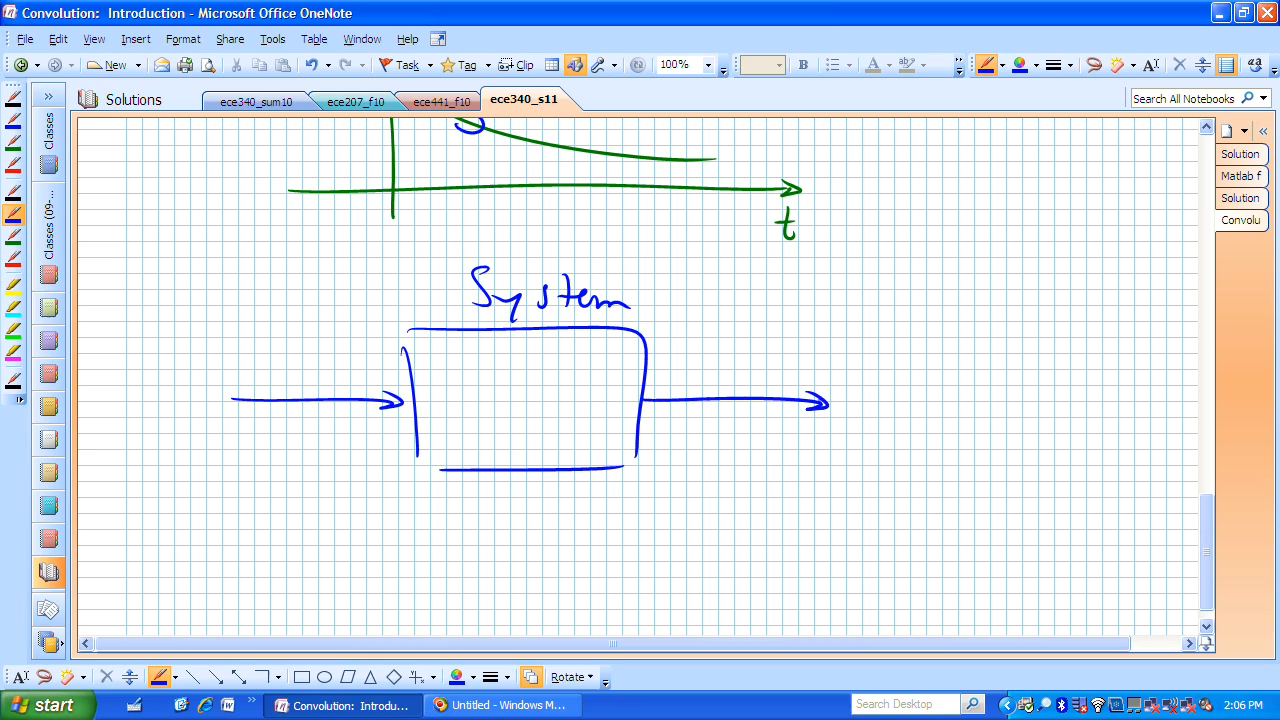 Convolution: Introduction - Microsoft Office OneNote
File Edit View Insert Format Share Tools Table Window Help
New Task Tag Clip 100% B A ab A
Solutions ece340_sum10 ece207_f10 ece441_f10 ece340_s11 Search All Notebooks
Classes
Classes (09-...
Solution
Matlab f
Solution
Convolu
t
System
A Rotate
start Convolution: Introdu... Untitled - Windows M... Search Desktop 2:06 PM